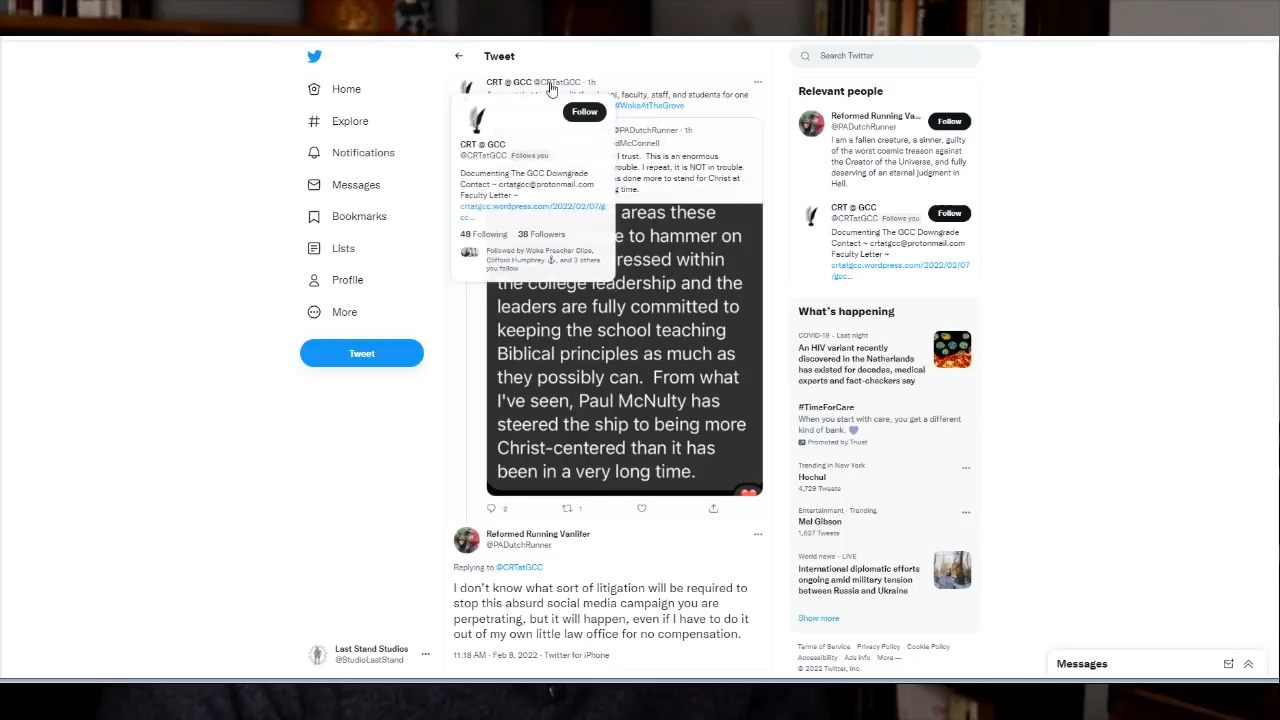 Home
Explore
Notifications
Messages
Bookmarks
Lists
Profile
More
Tweet
Last Stand Studios
@StudioLastStand
Tweet
CRT @ GCC @CRTatGCC · 1h
faculty, staff, and students for one
#WokeAtTheGrove
Follow
CRT @ GCC
@CRTatGCC Follows you
Documenting The GCC Downgrade
Contact ~ crtatgcc@protonmail.com
Faculty Letter ~
crtatgcc.wordpress.com/2022/02/07/g
cc...
48 Following 38 Followers
Followed by Woke Preacher Clips,
Clifford Humphrey ⚓, and 3 others
you follow
@PADutchRunner · 1h
dMcConnell
I trust. This is an enormous
rouble. I repeat, it is NOT in trouble.
s done more to stand for Christ at
g time.
areas these
e to hammer on
ressed within
the college leadership and the
leaders are fully committed to
keeping the school teaching
Biblical principles as much as
they possibly can. From what
I've seen, Paul McNulty has
steered the ship to being more
Christ-centered than it has
been in a very long time.
2 1
Reformed Running Vanlifer
@PADutchRunner
Replying to @CRTatGCC
I don't know what sort of litigation will be required to
stop this absurd social media campaign you are
perpetrating, but it will happen, even if I have to do it
out of my own little law office for no compensation.
11:18 AM · Feb 8, 2022 · Twitter for iPhone
Search Twitter
Relevant people
Reformed Running Va...
@PADutchRunner
Follow
I am a fallen creature, a sinner, guilty
of the worst cosmic treason against
the Creator of the Universe, and fully
deserving of an eternal judgment in
Hell.
CRT @ GCC
@CRTatGCC Follows you
Follow
Documenting The GCC Downgrade
Contact ~ crtatgcc@protonmail.com
Faculty Letter ~
crtatgcc.wordpress.com/2022/02/07
/gcc...
What's happening
COVID-19 · Last night
An HIV variant recently
discovered in the Netherlands
has existed for decades, medical
experts and fact-checkers say
#TimeForCare
When you start with care, you get a different
kind of bank. 💜
Promoted by Truist
Trending in New York
Hochul
4,729 Tweets
Entertainment · Trending
Mel Gibson
1,627 Tweets
World news · LIVE
International diplomatic efforts
ongoing amid military tension
between Russia and Ukraine
Show more
Terms of Service Privacy Policy Cookie Policy
Accessibility Ads info More ...
© 2022 Twitter, Inc.
Messages